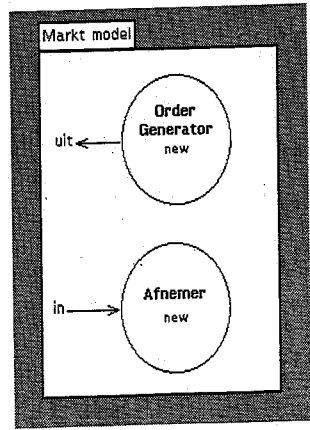 Markt model
Order
Generator
new
uit
Afnemer
in
new